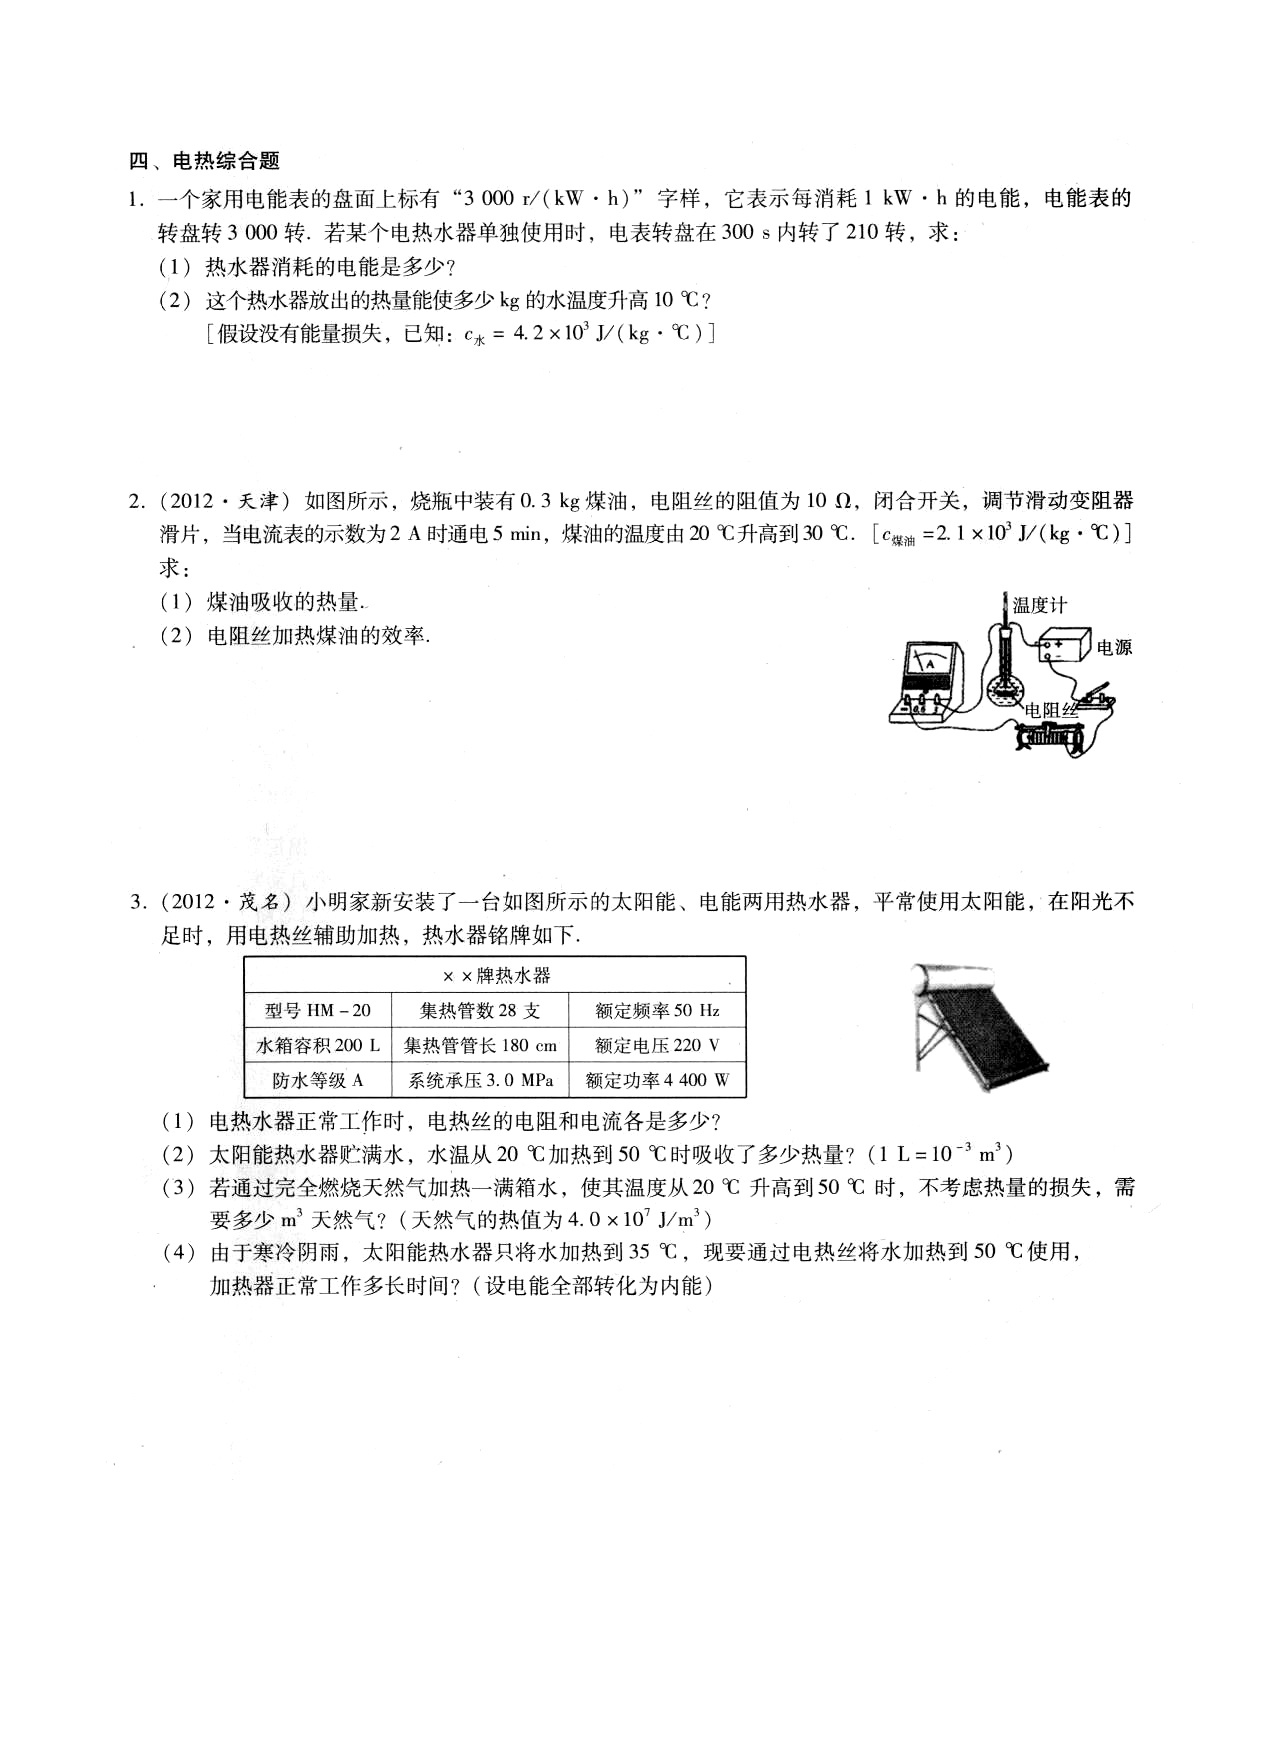 四、电热综合题
1. 一个家用电能表的盘面上标有“3 000 r/(kW·h)”字样，它表示每消耗 1 kW·h 的电能，电能表的
转盘转 3 000 转. 若某个电热水器单独使用时，电表转盘在 300 s 内转了 210 转，求：
（1）热水器消耗的电能是多少？
（2）这个热水器放出的热量能使多少 kg 的水温度升高 10 ℃？
［假设没有能量损失，已知：c水 = 4.2×10³ J/(kg·℃)］
2.（2012·天津）如图所示，烧瓶中装有 0.3 kg 煤油，电阻丝的阻值为 10 Ω，闭合开关，调节滑动变阻器
滑片，当电流表的示数为 2 A 时通电 5 min，煤油的温度由 20 ℃升高到 30 ℃.［c煤油 =2.1×10³ J/(kg·℃)］
求：
（1）煤油吸收的热量.
（2）电阻丝加热煤油的效率.
温度计
电源
A
电阻丝
3.（2012·茂名）小明家新安装了一台如图所示的太阳能、电能两用热水器，平常使用太阳能，在阳光不
足时，用电热丝辅助加热，热水器铭牌如下.
××牌热水器
型号 HM－20 集热管数 28 支 额定频率 50 Hz
水箱容积 200 L 集热管管长 180 cm 额定电压 220 V
防水等级 A 系统承压 3.0 MPa 额定功率 4 400 W
（1）电热水器正常工作时，电热丝的电阻和电流各是多少？
（2）太阳能热水器贮满水，水温从 20 ℃加热到 50 ℃时吸收了多少热量？（1 L＝10⁻³ m³）
（3）若通过完全燃烧天然气加热一满箱水，使其温度从 20 ℃ 升高到 50 ℃ 时，不考虑热量的损失，需
要多少 m³ 天然气？（天然气的热值为 4.0×10⁷ J/m³）
（4）由于寒冷阴雨，太阳能热水器只将水加热到 35 ℃，现要通过电热丝将水加热到 50 ℃使用，
加热器正常工作多长时间？（设电能全部转化为内能）